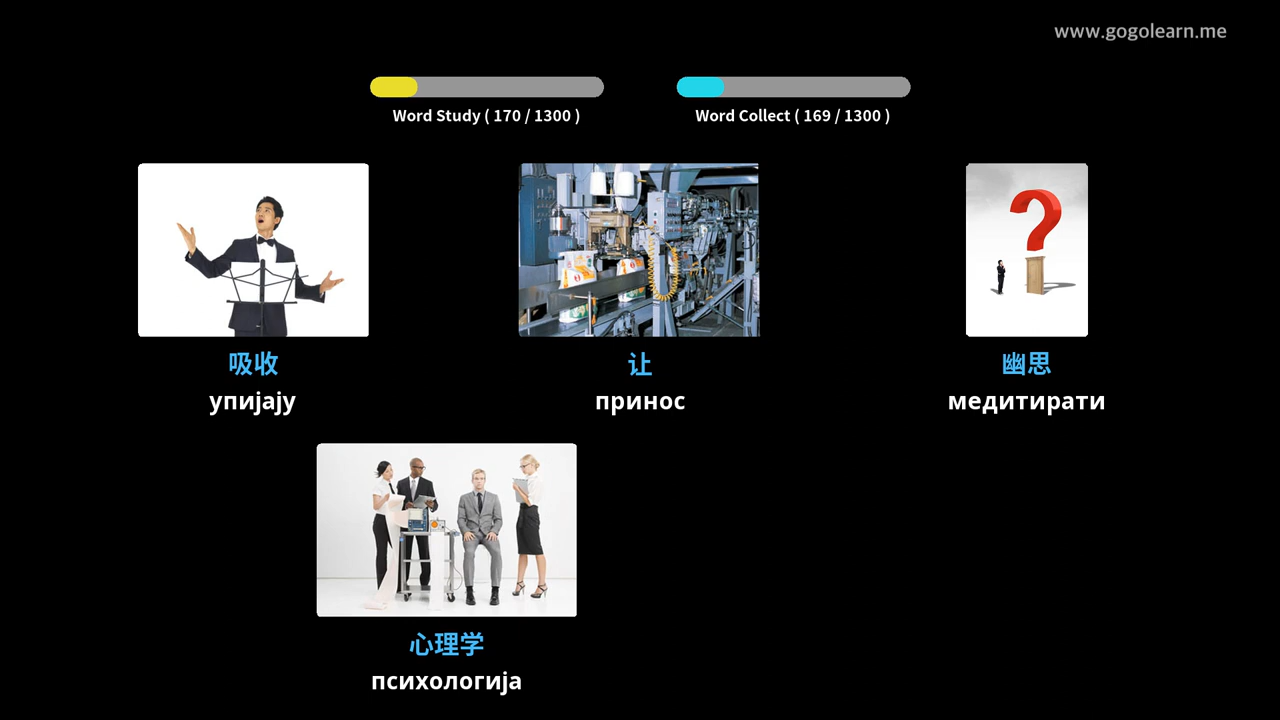 www.gogolearn.me
Word Study ( 170 / 1300 )
Word Collect ( 169 / 1300 )
吸收
упијају
让
принос
幽思
медитирати
心理学
психологија